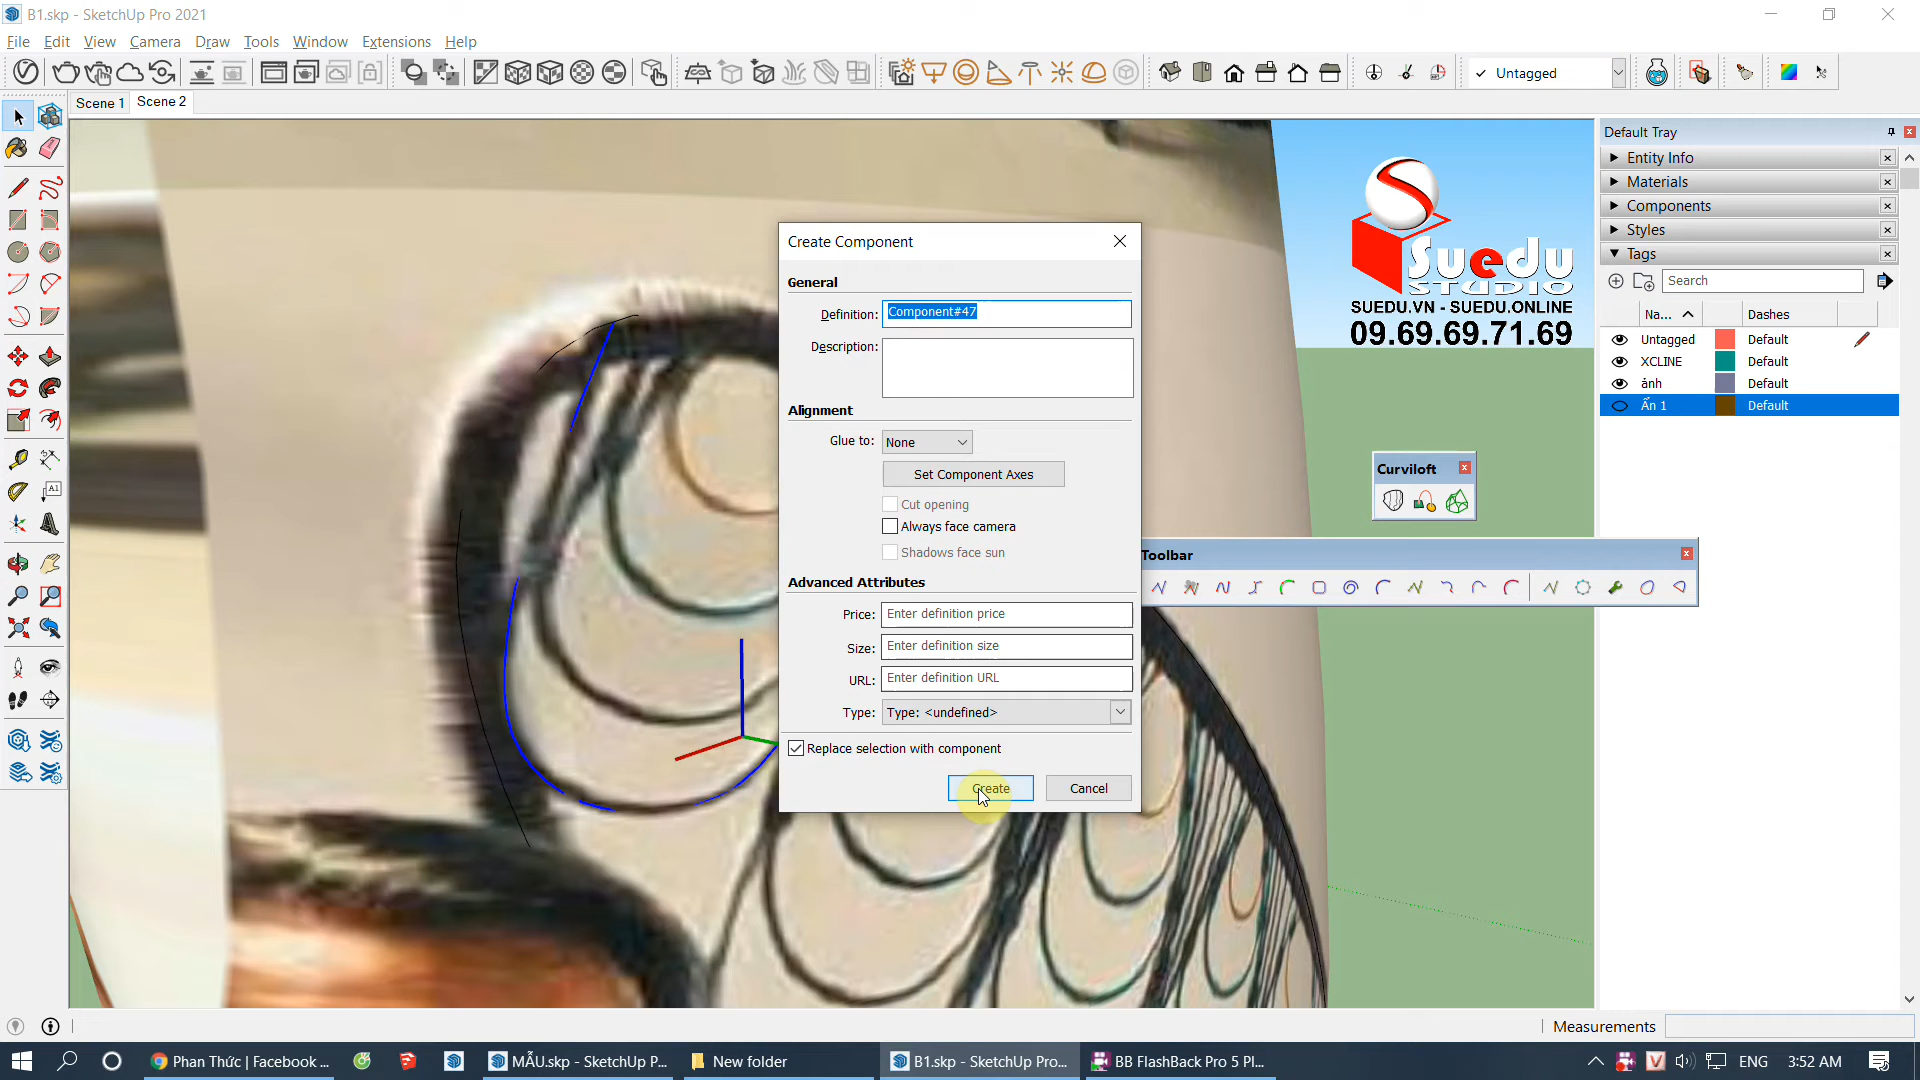 B1.skp - SketchUp Pro 2021
File Edit View Camera Draw Tools Window Extensions Help
Untagged
Scene 1 Scene 2
Default Tray
Entity Info
Materials
Components
Styles
Tags
Search
Na... Dashes
Untagged Default
XCLINE Default
ảnh Default
Ẩn 1 Default
Suedu
STUDIO
SUEDU.VN - SUEDU.ONLINE
09.69.69.71.69
Create Component
General
Definition: Component#47
Description:
Alignment
Glue to: None
Set Component Axes
Cut opening
Always face camera
Shadows face sun
Advanced Attributes
Price: Enter definition price
Size: Enter definition size
URL: Enter definition URL
Type: Type: <undefined>
Replace selection with component
Create Cancel
Curviloft
Toolbar
A1
Measurements
Phan Thức | Facebook ...
MẪU.skp - SketchUp P...
New folder
B1.skp - SketchUp Pro...
BB FlashBack Pro 5 Pl...
ENG 3:52 AM